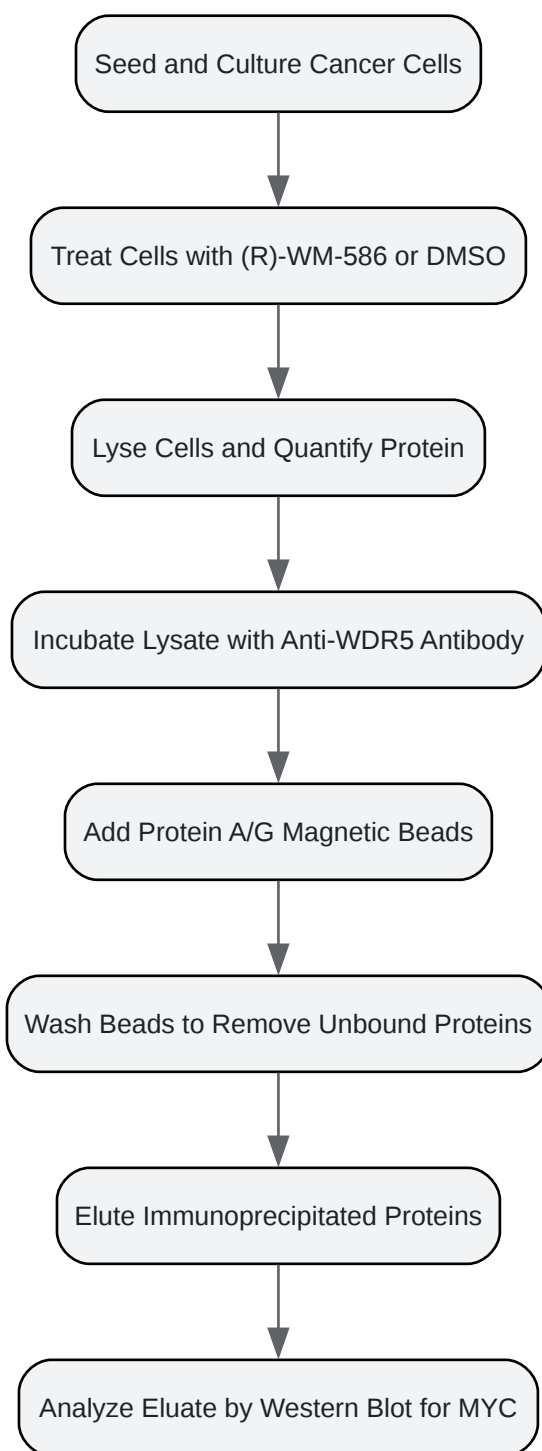 Seed and Culture Cancer Cells
Treat Cells with (R)-WM-586 or DMSO
Lyse Cells and Quantify Protein
Incubate Lysate with Anti-WDR5 Antibody
Add Protein A/G Magnetic Beads
Wash Beads to Remove Unbound Proteins
Elute Immunoprecipitated Proteins
Analyze Eluate by Western Blot for MYC